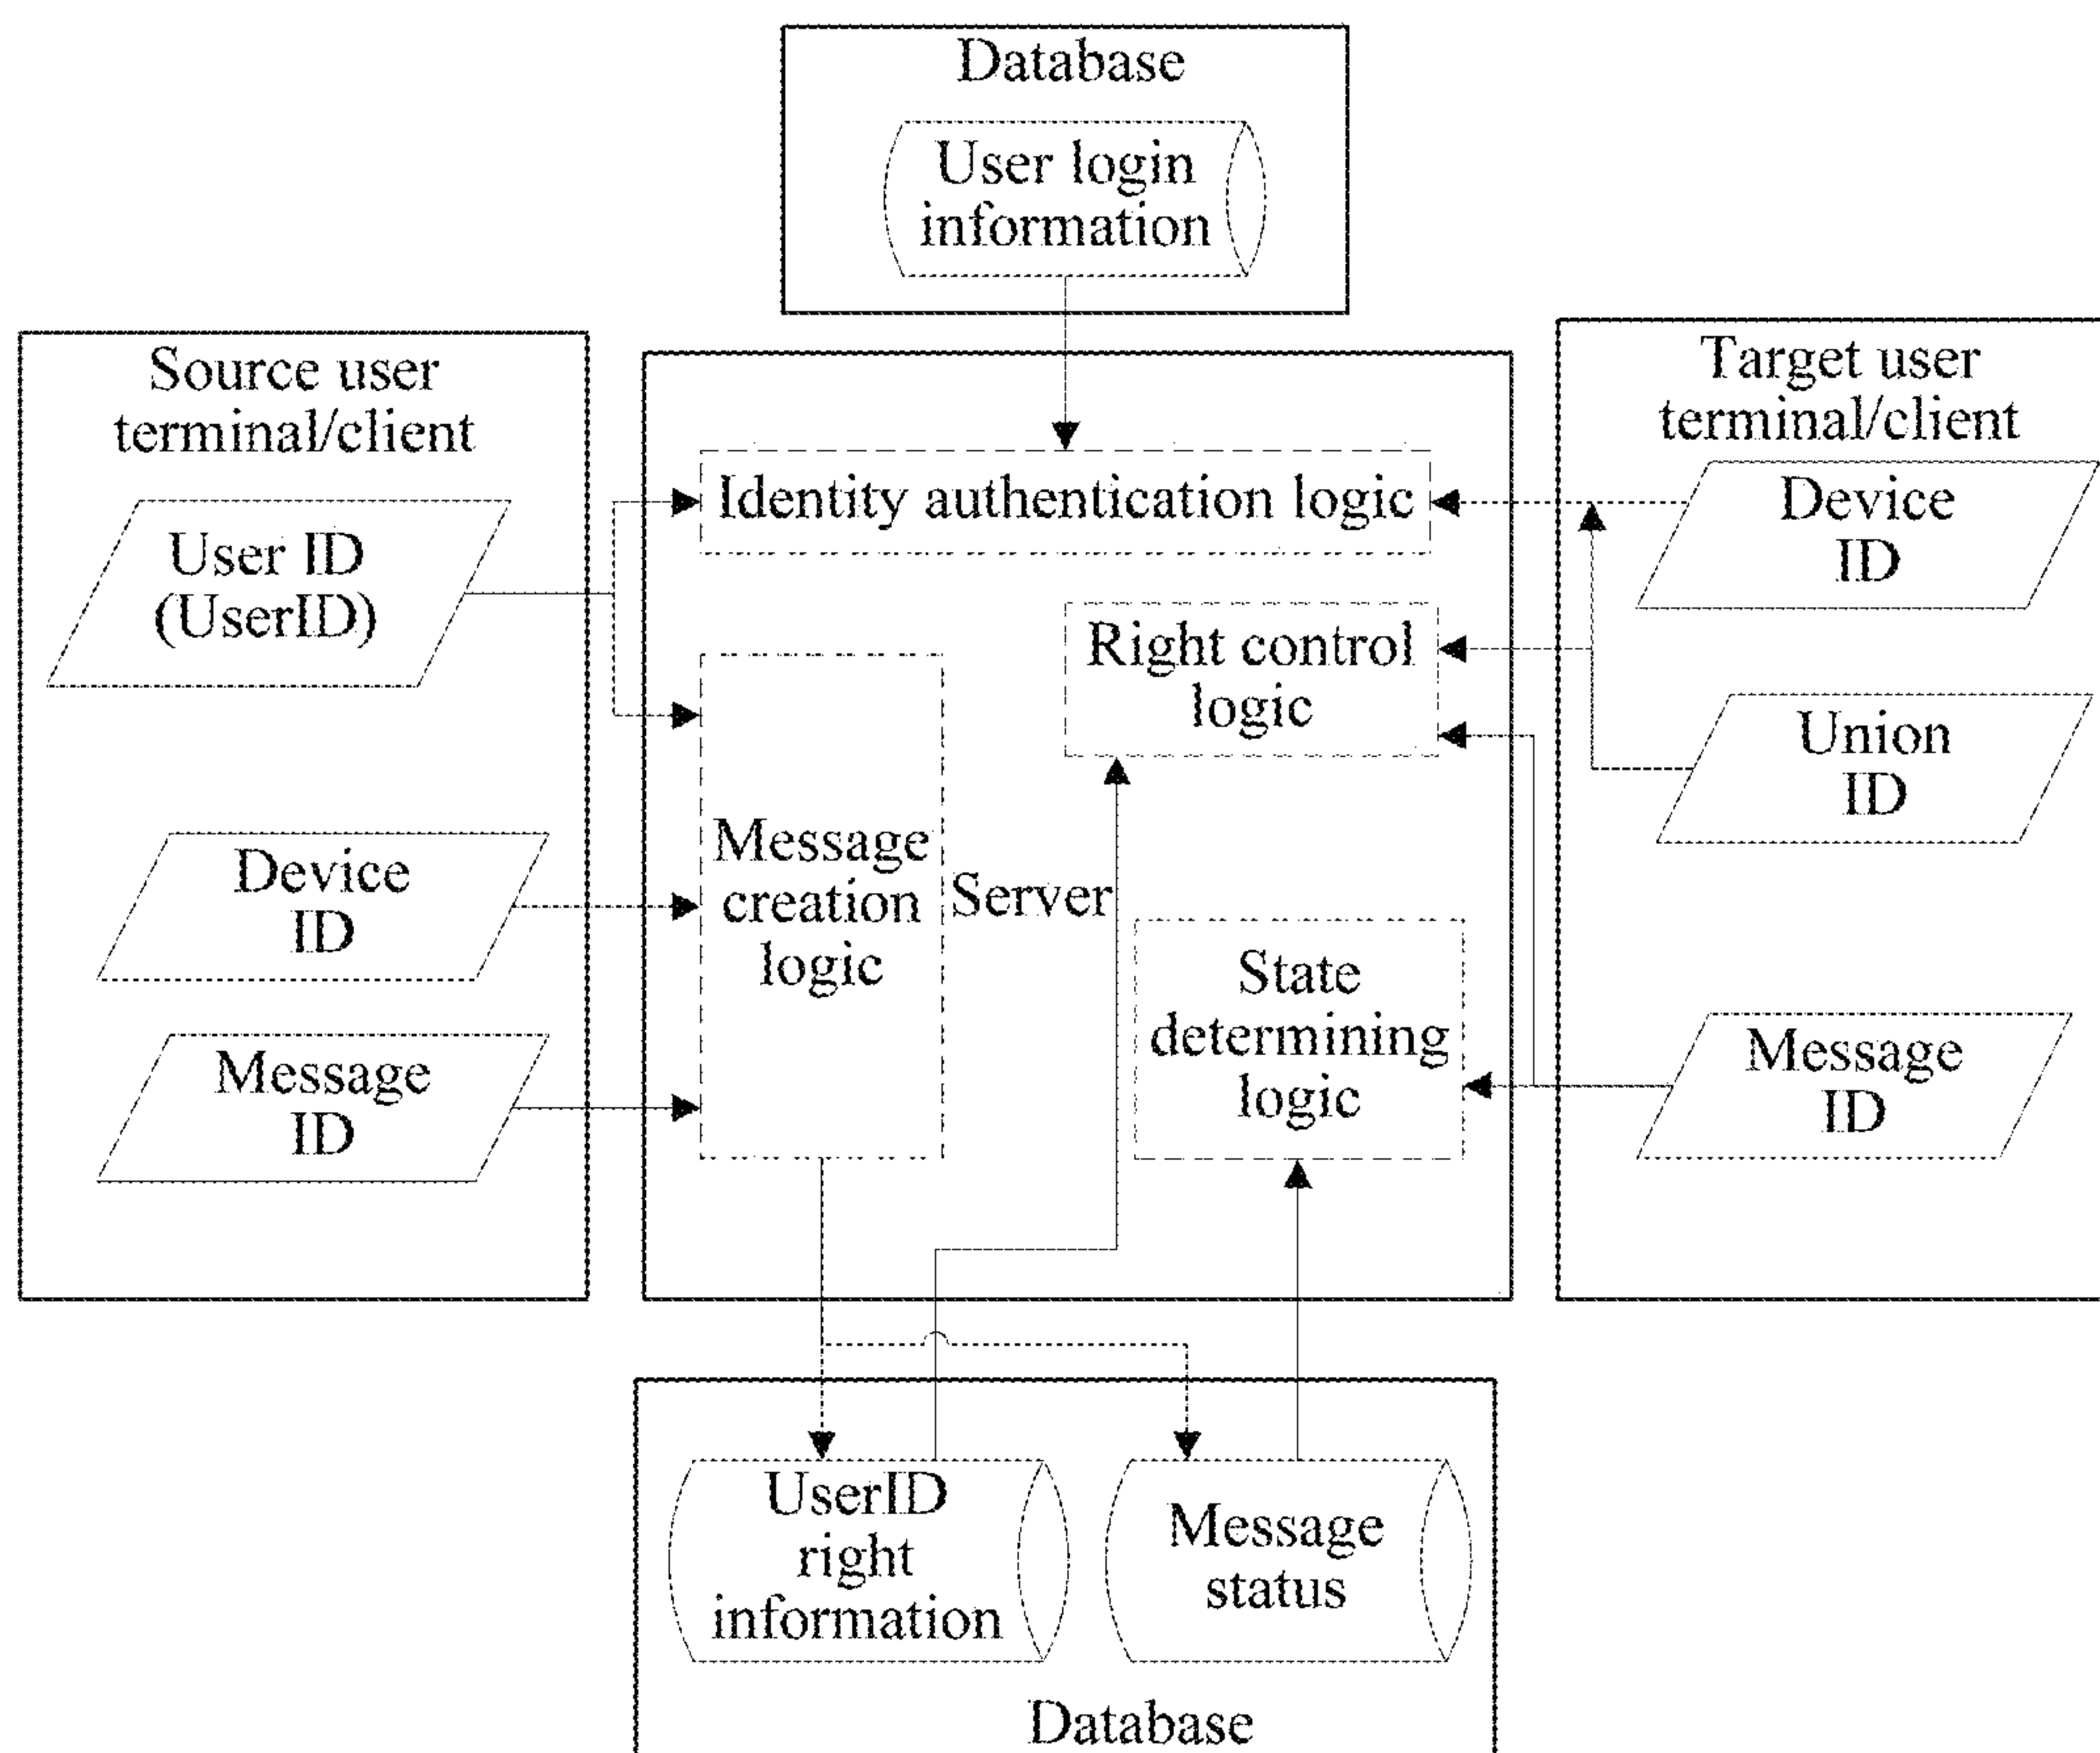 Database
User login
information
Source user
terminal/client
User ID
(UserID)
Device
ID
Message
ID
Identity authentication logic
Right control
logic
Message
creation
logic
Server
State
determining
logic
Target user
terminal/client
Device
ID
Union
ID
Message
ID
UserID
right
information
Message
status
Database